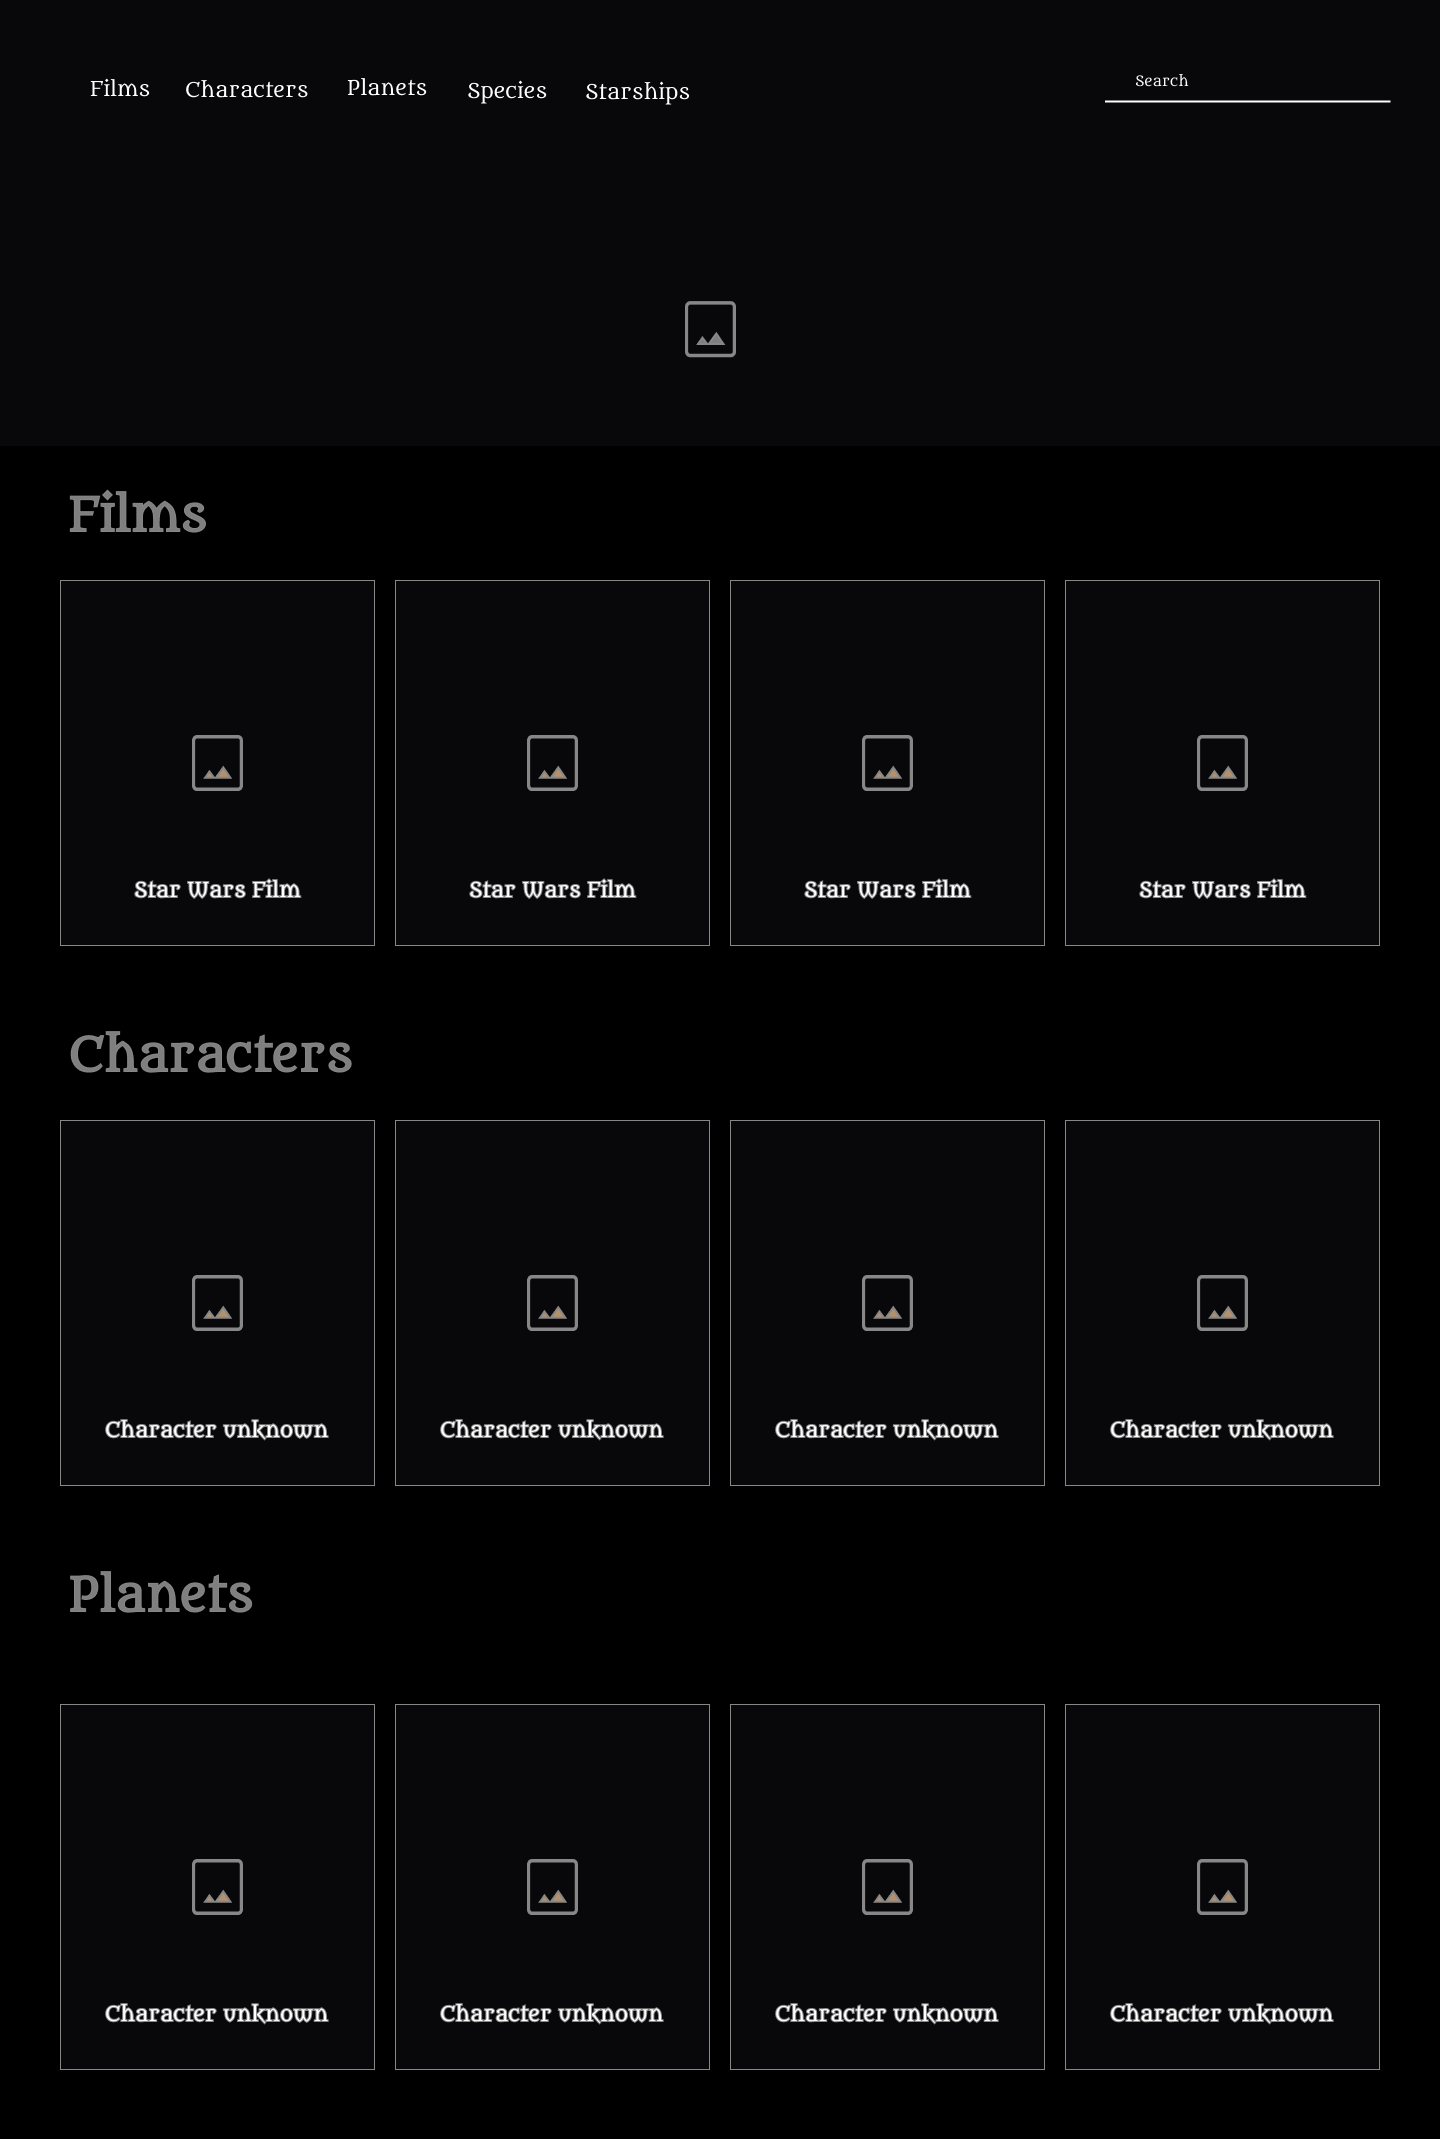 Films Characters Planets Species Starships Search
Films
Star Wars Film Star Wars Film Star Wars Film Star Wars Film
Characters
Character unknown Character unknown Character unknown Character unknown
Planets
Character unknown Character unknown Character unknown Character unknown